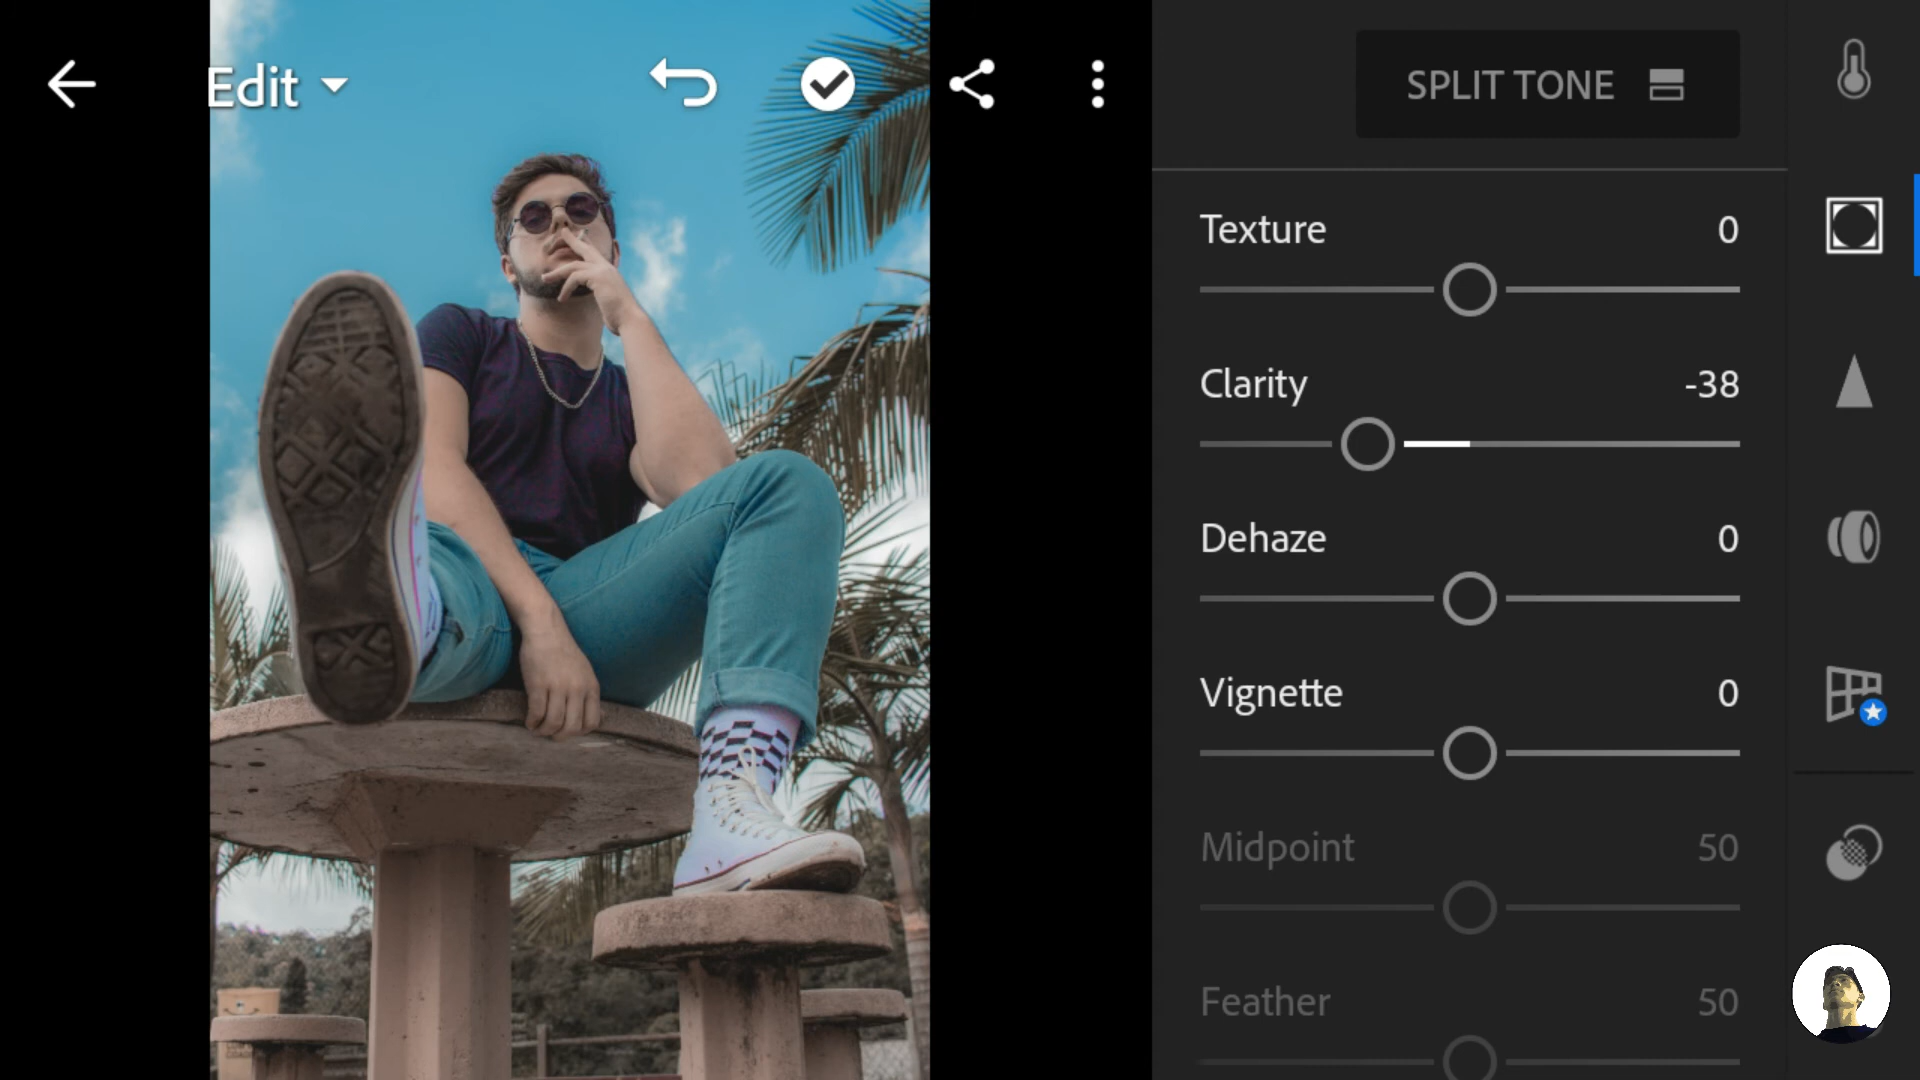 Edit
SPLIT TONE
Texture 0
Clarity -38
Dehaze 0
Vignette 0
Midpoint 50
Feather 50